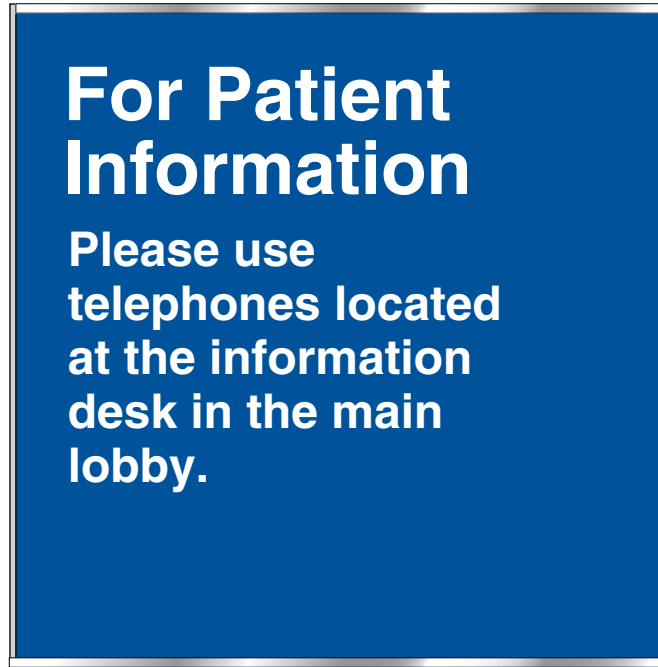 For Patient
Information
Please use
telephones located
at the information
desk in the main
lobby.